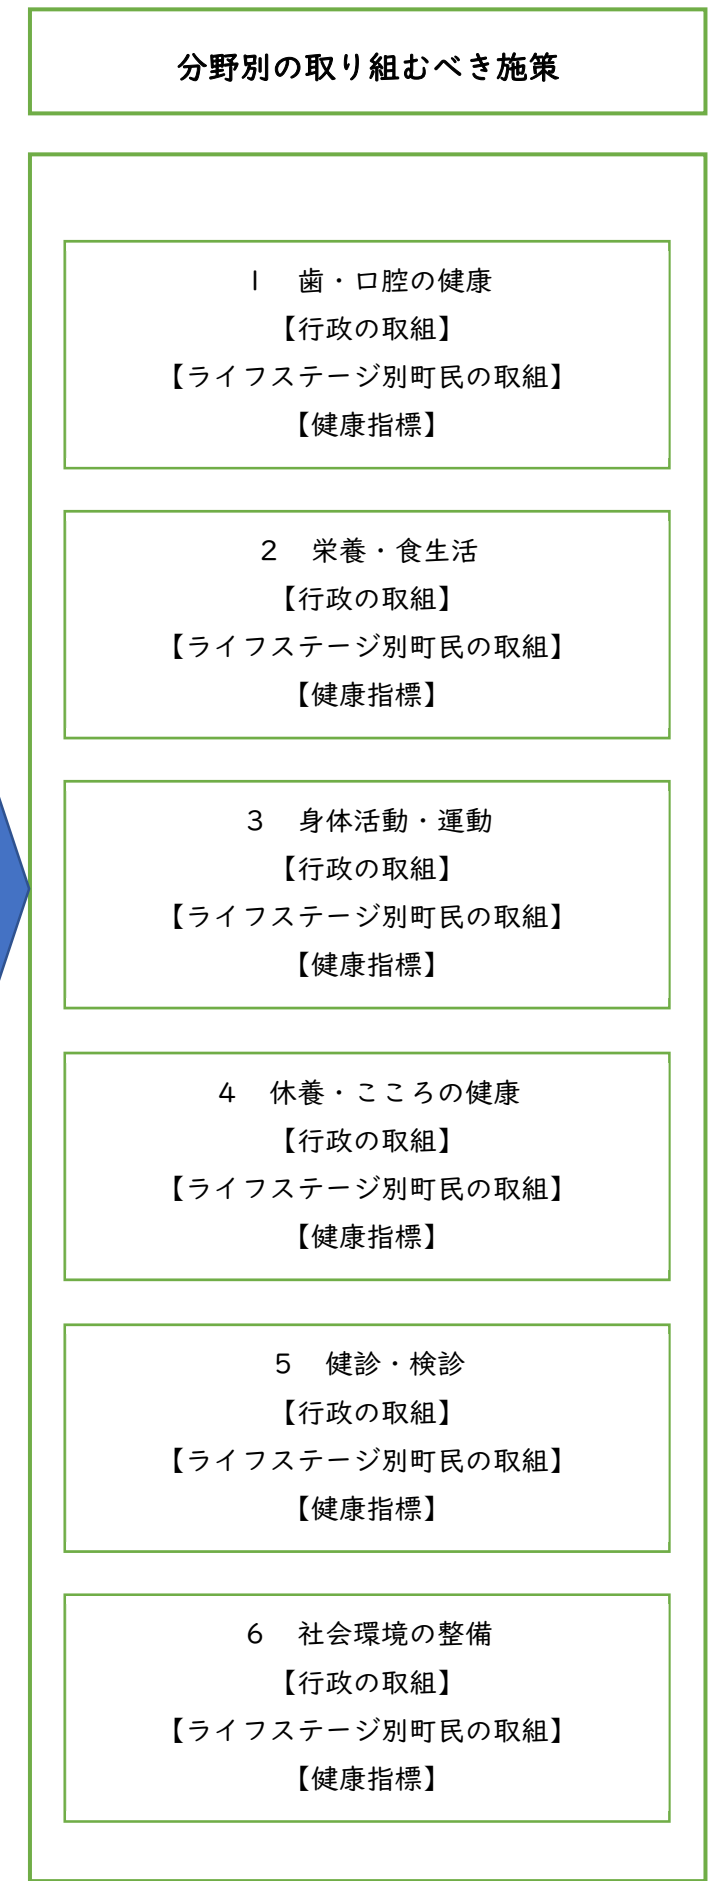 分野別の取り組むべき施策
1　歯・口腔の健康
【行政の取組】
【ライフステージ別町民の取組】
【健康指標】
2　栄養・食生活
【行政の取組】
【ライフステージ別町民の取組】
【健康指標】
3　身体活動・運動
【行政の取組】
【ライフステージ別町民の取組】
【健康指標】
4　休養・こころの健康
【行政の取組】
【ライフステージ別町民の取組】
【健康指標】
5　健診・検診
【行政の取組】
【ライフステージ別町民の取組】
【健康指標】
6　社会環境の整備
【行政の取組】
【ライフステージ別町民の取組】
【健康指標】